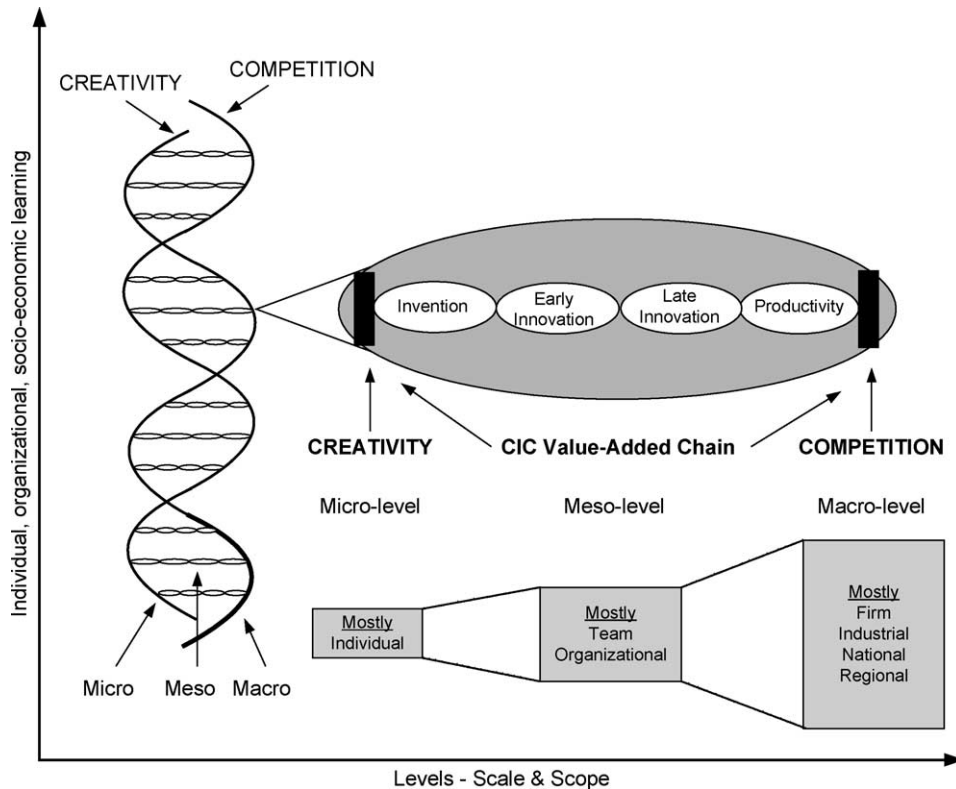 COMPETITION
CREATIVITY
Individual, organizational, socio-economic learning
Invention
Early
Innovation
Late
Innovation
Productivity
CREATIVITY
CIC Value-Added Chain
COMPETITION
Micro-level
Meso-level
Macro-level
Mostly
Individual
Mostly
Team
Organizational
Mostly
Firm
Industrial
National
Regional
Micro
Meso
Macro
Levels - Scale & Scope